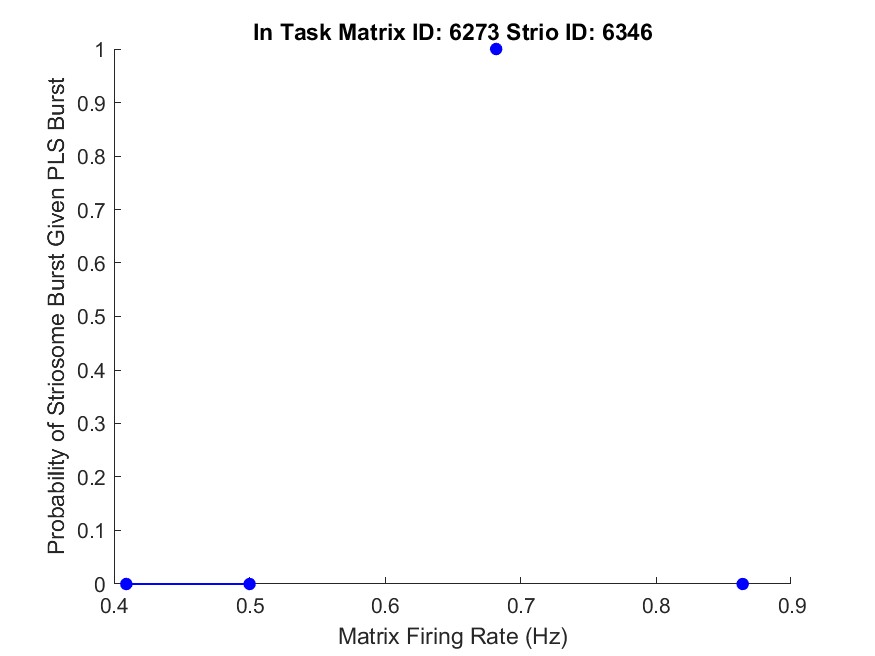 In Task Matrix ID: 6273 Strio ID: 6346
Probability of Striosome Burst Given PLS Burst
1
0.9
0.8
0.7
0.6
0.5
0.4
0.3
0.2
0.1
0
0.4 0.5 0.6 0.7 0.8 0.9
Matrix Firing Rate (Hz)